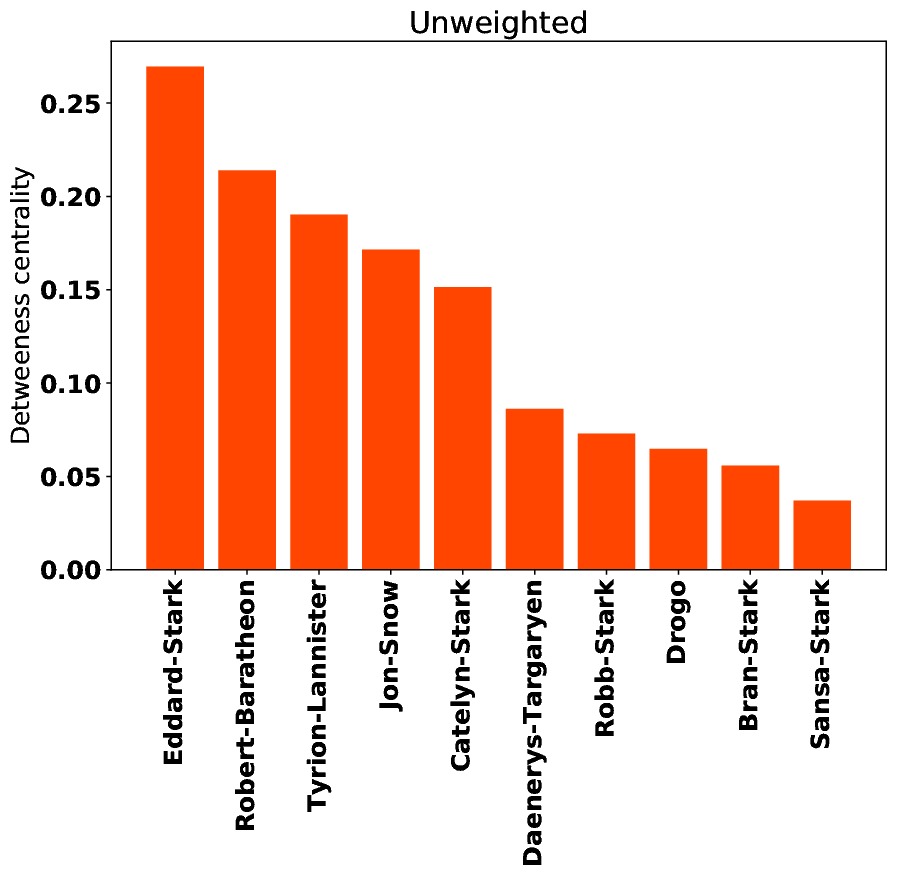 Unweighted
Detweeness centrality
0.25
0.20
0.15
0.10
0.05
0.00
Eddard-Stark
Robert-Baratheon
Tyrion-Lannister
Jon-Snow
Catelyn-Stark
Daenerys-Targaryen
Robb-Stark
Drogo
Bran-Stark
Sansa-Stark